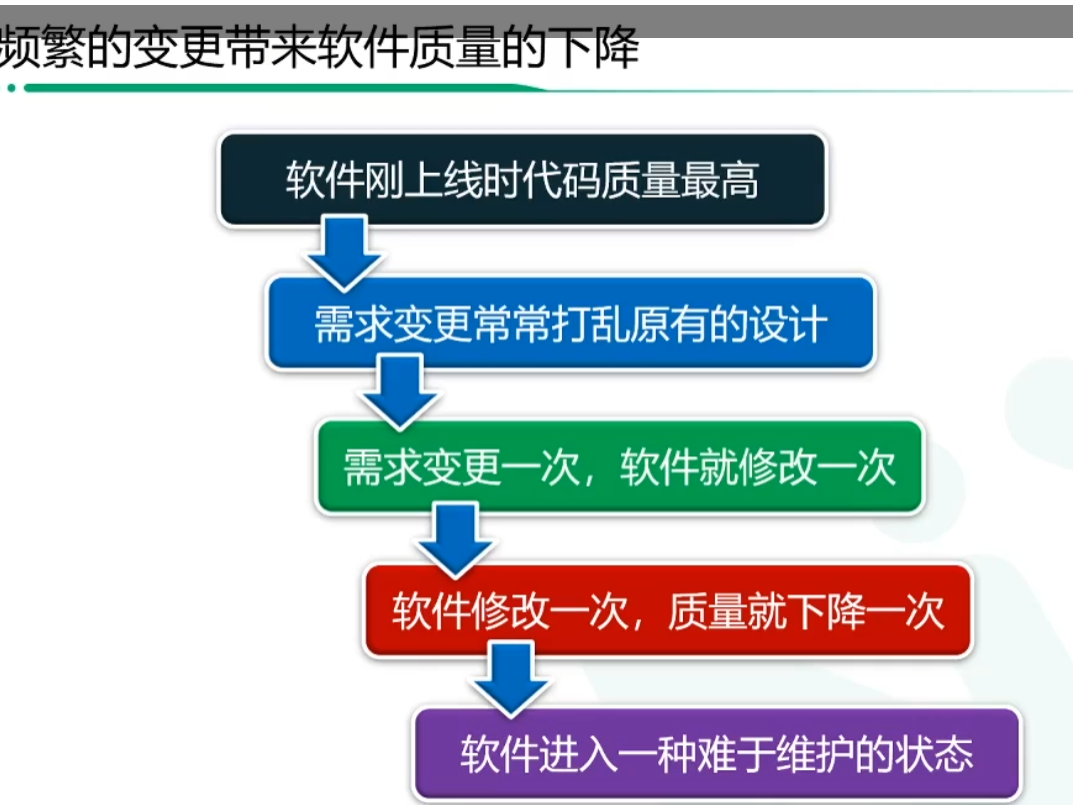 频繁的变更带来软件质量的下降
软件刚上线时代码质量最高
需求变更常常打乱原有的设计
需求变更一次，软件就修改一次
软件修改一次，质量就下降一次
软件进入一种难于维护的状态